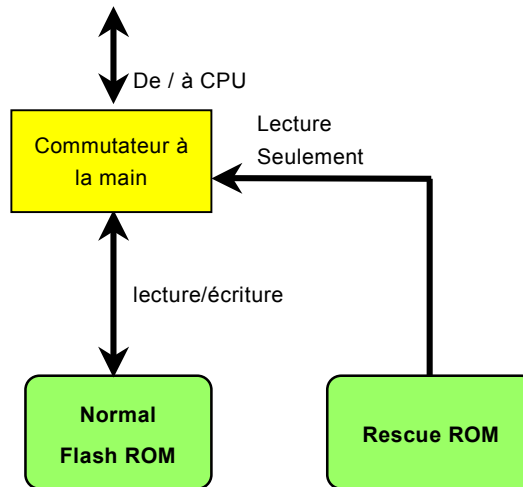 De / à CPU
Commutateur à
la main
Lecture
Seulement
lecture/écriture
Normal
Flash ROM
Rescue ROM